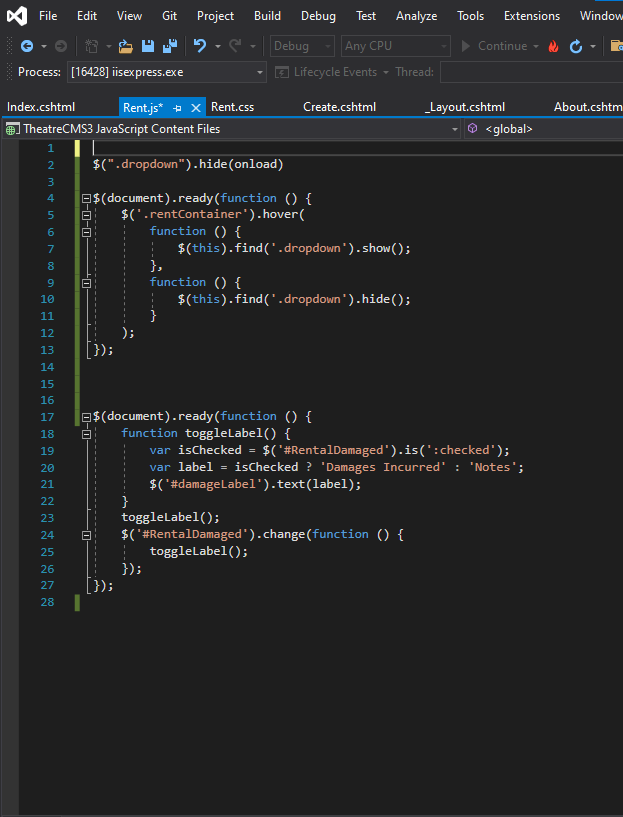 File Edit View Git Project Build Debug Test Analyze Tools Extensions Window
Debug Any CPU Continue
Process: [16428] iisexpress.exe Lifecycle Events Thread:
Index.cshtml Rent.js* Rent.css Create.cshtml _Layout.cshtml About.cshtm
TheatreCMS3 JavaScript Content Files <global>
1
2 $(".dropdown").hide(onload)
3
4 $(document).ready(function () {
5 $('.rentContainer').hover(
6 function () {
7 $(this).find('.dropdown').show();
8 },
9 function () {
10 $(this).find('.dropdown').hide();
11 }
12 );
13 });
14
15
16
17 $(document).ready(function () {
18 function toggleLabel() {
19 var isChecked = $('#RentalDamaged').is(':checked');
20 var label = isChecked ? 'Damages Incurred' : 'Notes';
21 $('#damageLabel').text(label);
22 }
23 toggleLabel();
24 $('#RentalDamaged').change(function () {
25 toggleLabel();
26 });
27 });
28